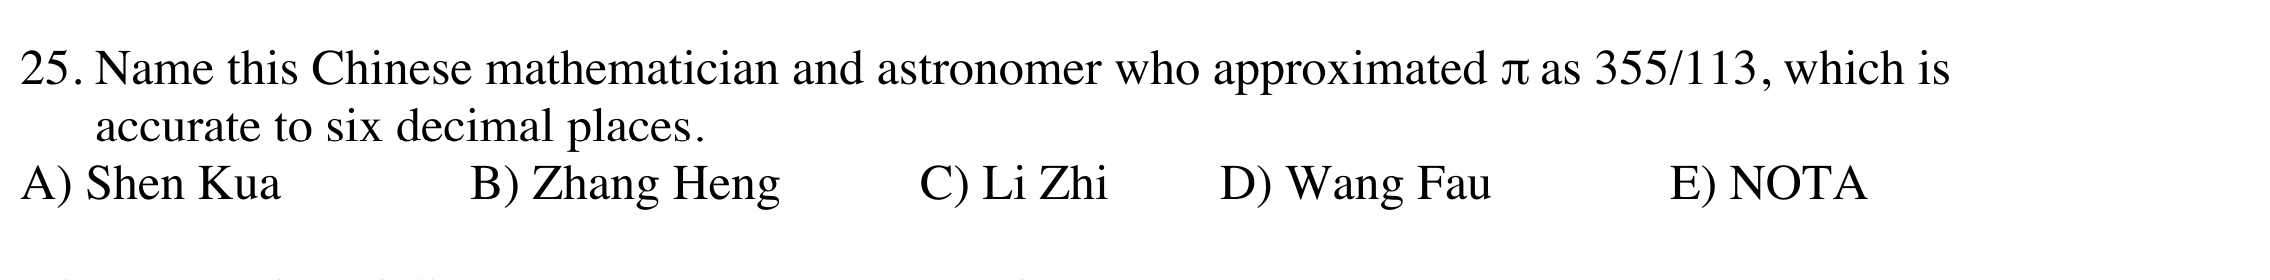 25. Name this Chinese mathematician and astronomer who approximated π as 355/113, which is
accurate to six decimal places.
A) Shen Kua B) Zhang Heng C) Li Zhi D) Wang Fau E) NOTA